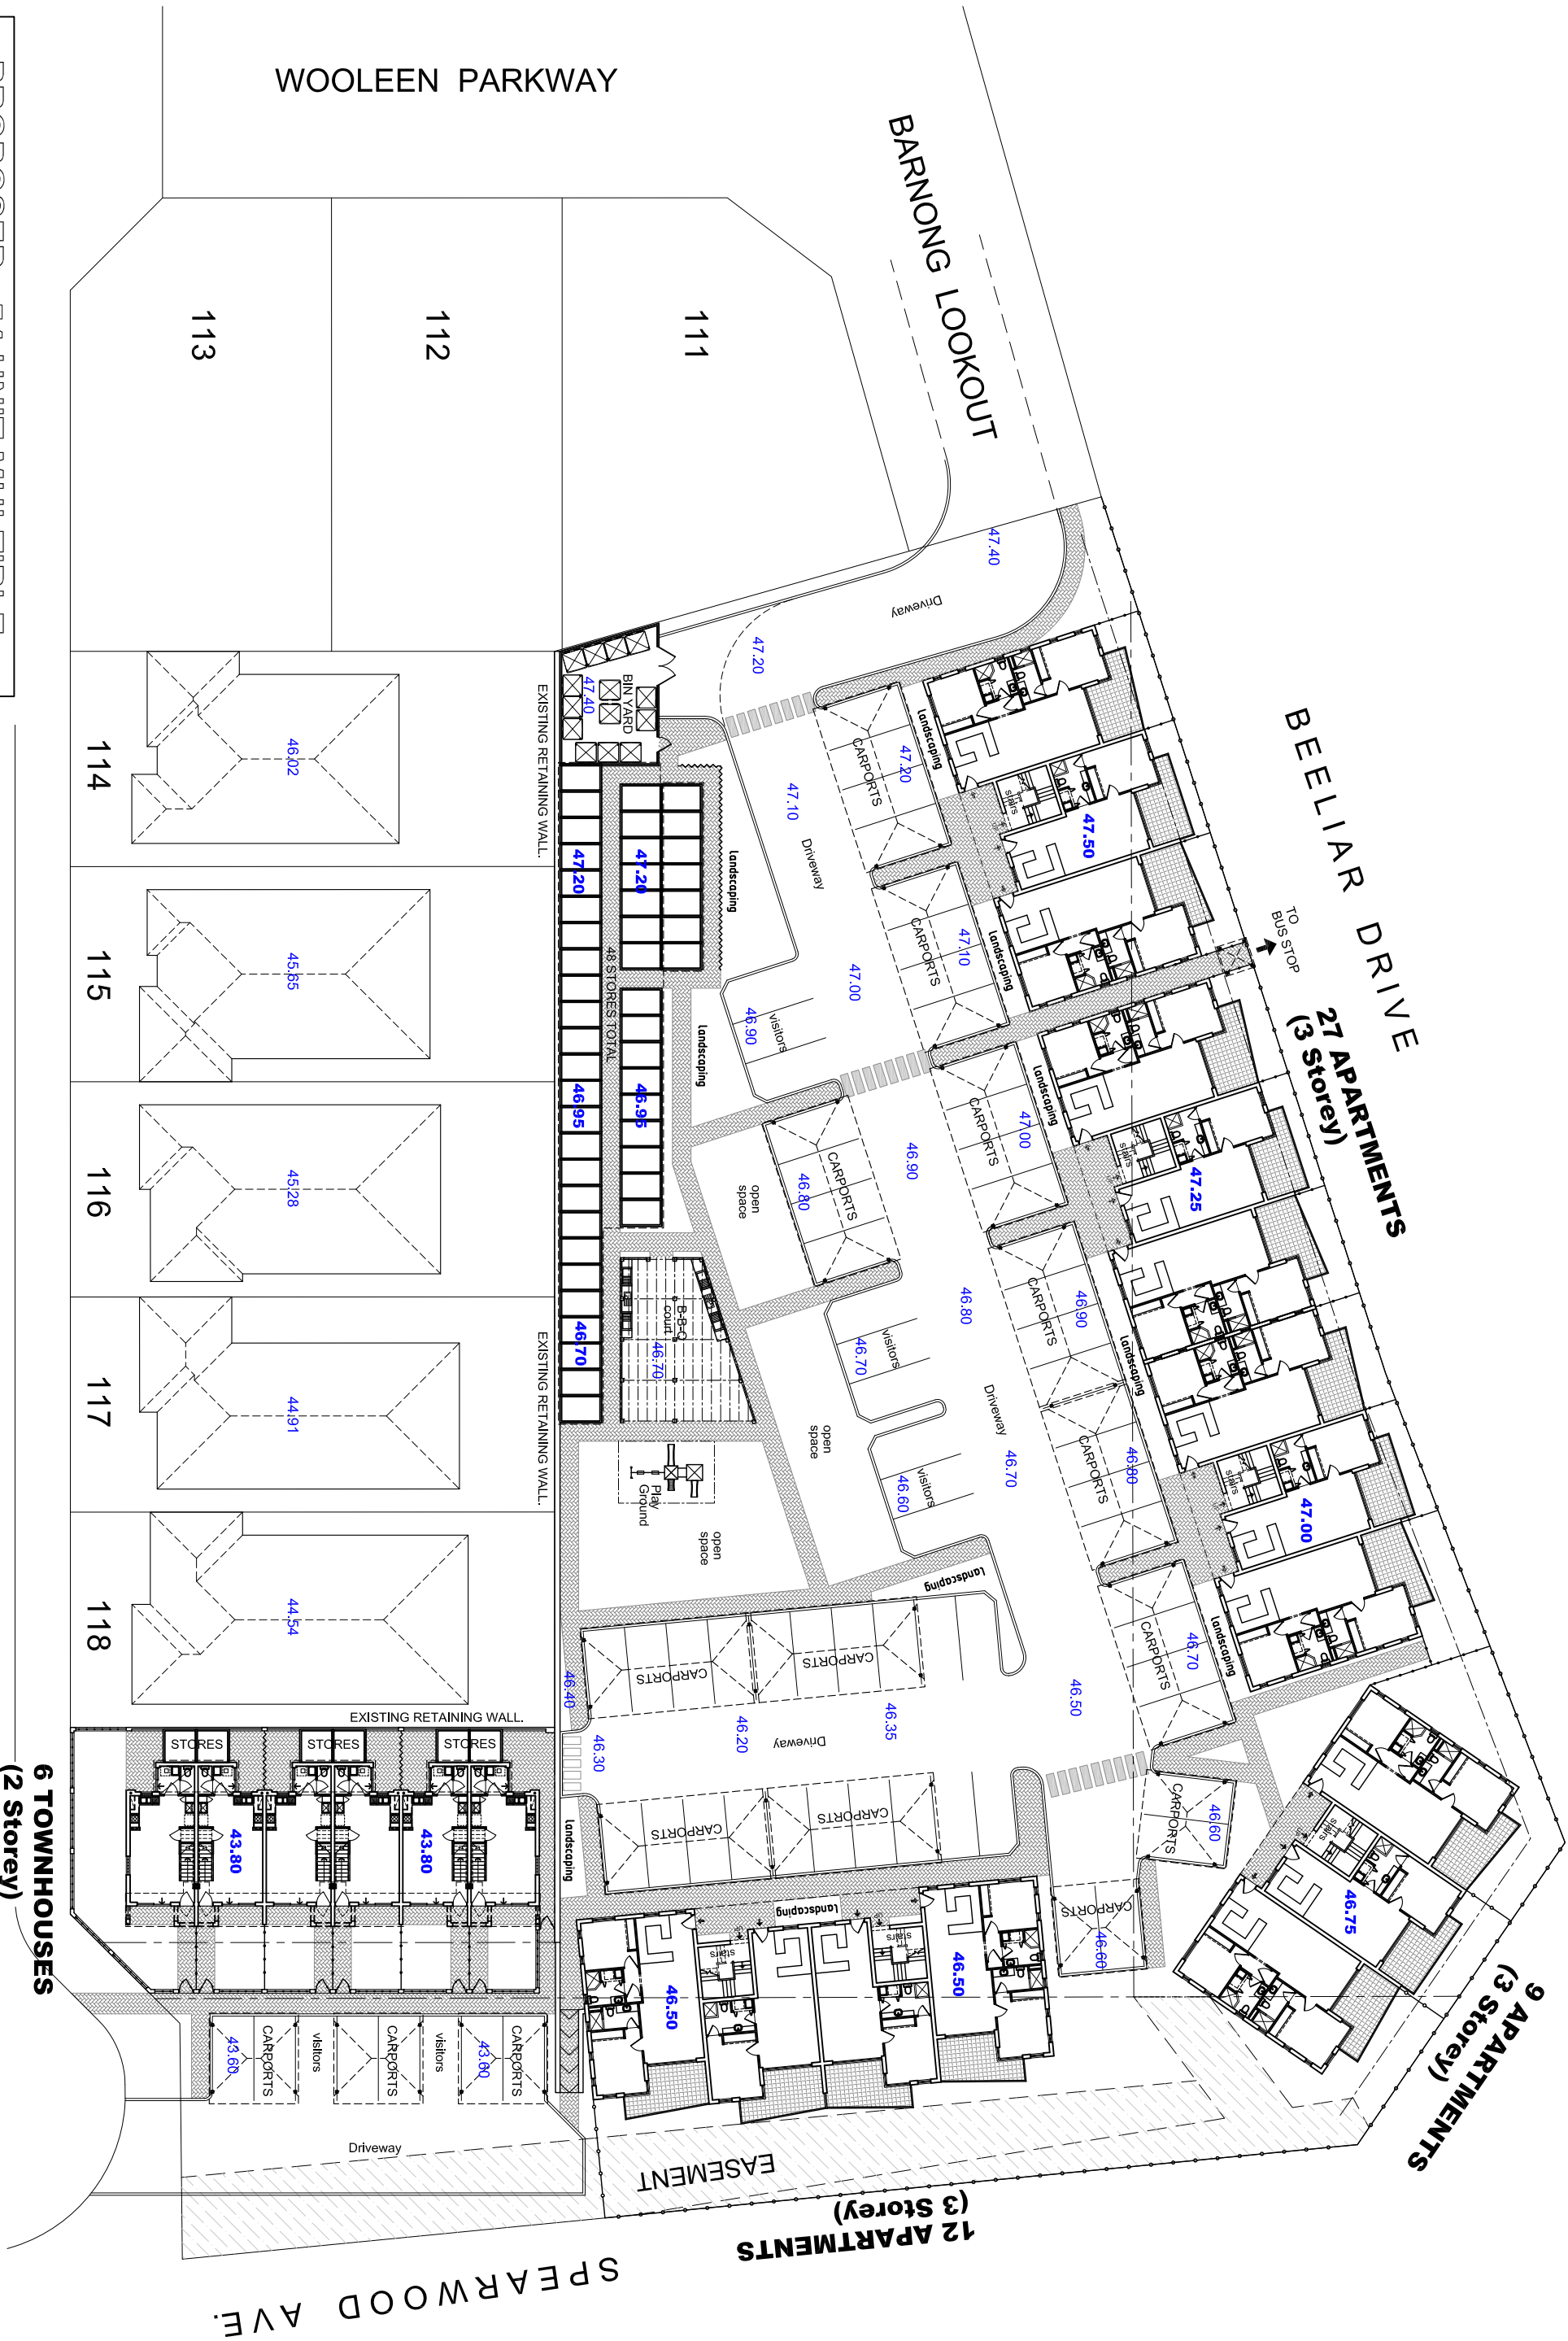 WOOLEEN PARKWAY
BARNONG LOOKOUT
BEELIAR DRIVE
SPEARWOOD AVE.
TO
BUS STOP
27 APARTMENTS
(3 Storey)
9 APARTMENTS
(3 Storey)
12 APARTMENTS
(3 Storey)
6 TOWNHOUSES
(2 Storey)
111
112
113
114
115
116
117
118
46.02
45.65
45.28
44.91
44.54
EXISTING RETAINING WALL.
EXISTING RETAINING WALL.
EXISTING RETAINING WALL.
47.40
Driveway
47.20
BIN YARD
47.40
47.10
Driveway
47.00
46.90
46.80
Driveway
46.70
46.50
CARPORTS
47.20
CARPORTS
47.10
CARPORTS
47.00
CARPORTS
46.90
CARPORTS
46.80
CARPORTS
46.70
CARPORTS
46.60
CARPORTS
46.60
Landscaping
Landscaping
Landscaping
Landscaping
Landscaping
stairs
47.50
stairs
47.25
stairs
47.00
stairs
46.75
47.20
47.20
Landscaping
48 STORES TOTAL
46.95
46.95
Landscaping
46.70
visitors
46.90
CARPORTS
46.80
open
space
B-B-Q
court
46.70
visitors
46.70
open
space
visitors
46.60
Play
Ground
open
space
Landscaping
CARPORTS
CARPORTS
46.40
46.30
46.20
Driveway
46.35
CARPORTS
CARPORTS
Landscaping
Landscaping
stairs
stairs
46.50
46.50
STORES
STORES
STORES
43.80
43.80
43.60
CARPORTS
visitors
CARPORTS
visitors
43.60
CARPORTS
Driveway
EASEMENT